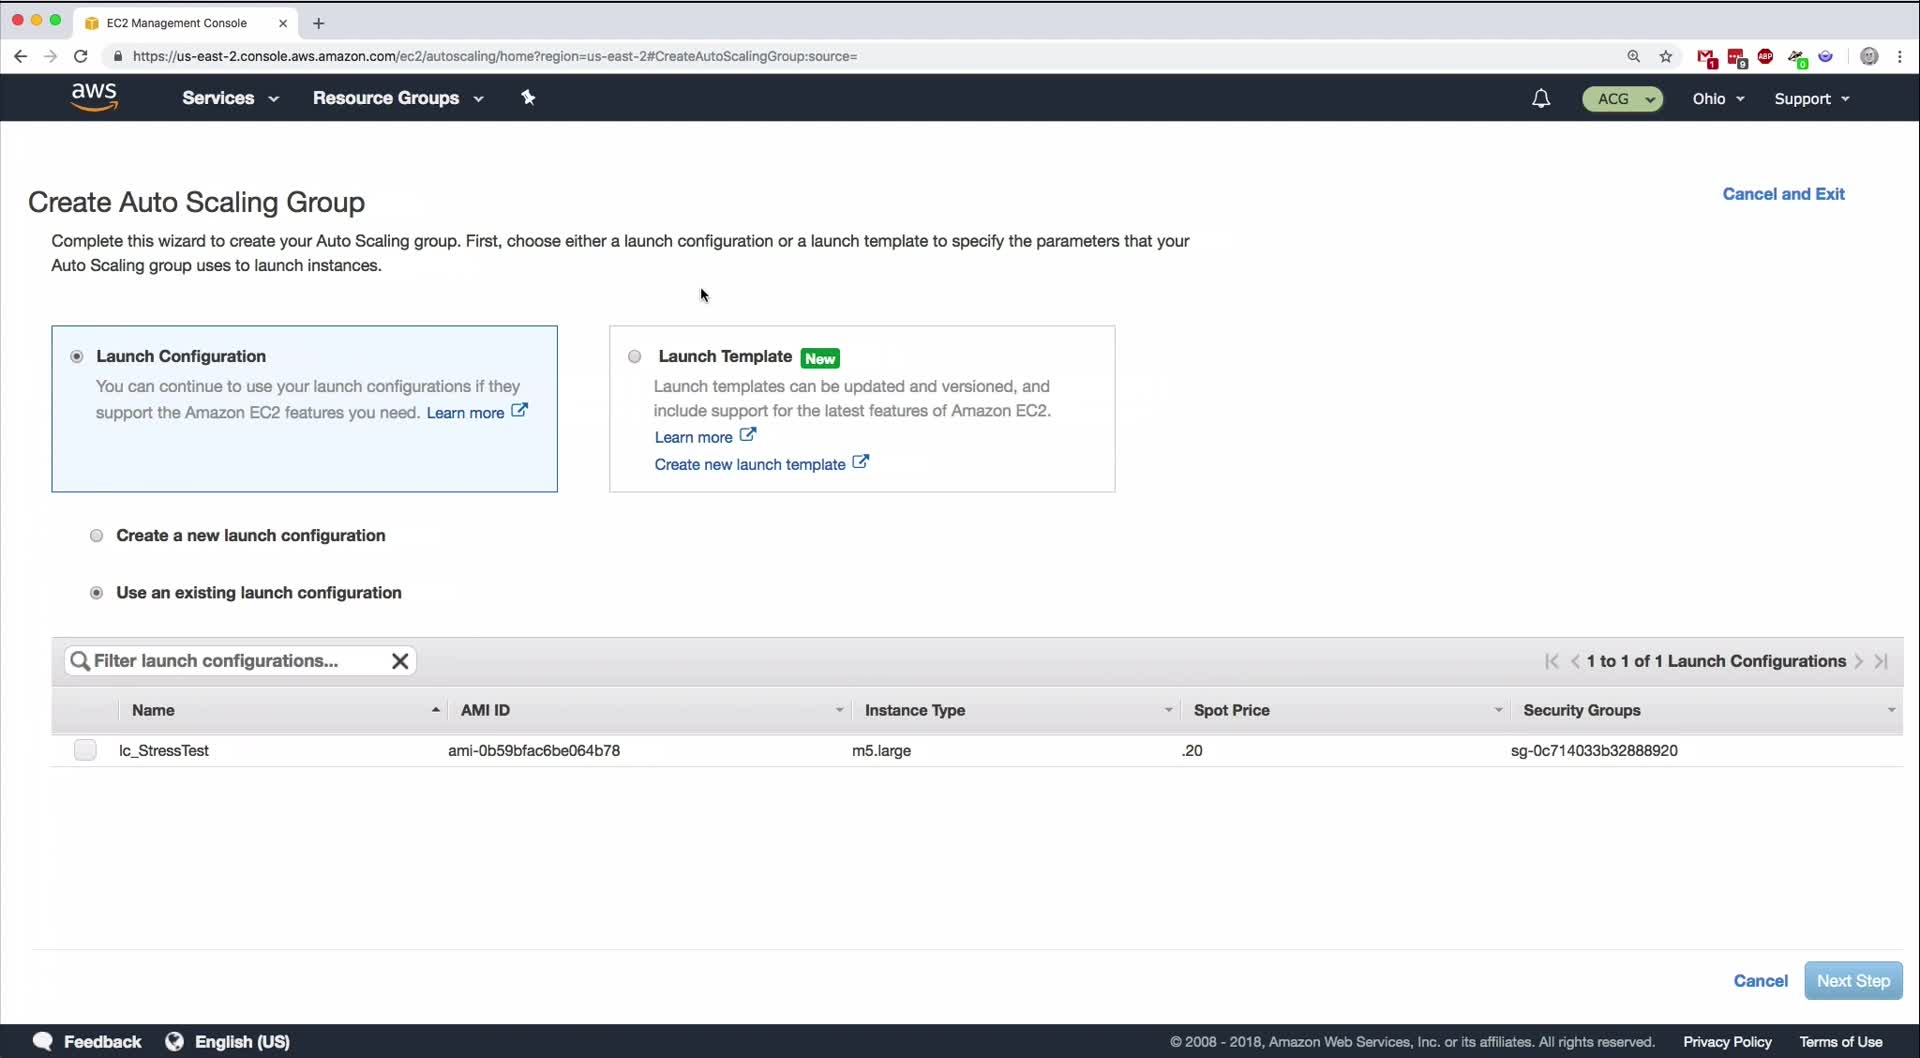 EC2 Management Console
https://us-east-2.console.aws.amazon.com/ec2/autoscaling/home?region=us-east-2#CreateAutoScalingGroup:source=
1
9
ABP
0
aws
Services
Resource Groups
ACG
Ohio
Support
Create Auto Scaling Group
Cancel and Exit
Complete this wizard to create your Auto Scaling group. First, choose either a launch configuration or a launch template to specify the parameters that your
Auto Scaling group uses to launch instances.
Launch Configuration
You can continue to use your launch configurations if they
support the Amazon EC2 features you need. Learn more
Launch Template New
Launch templates can be updated and versioned, and
include support for the latest features of Amazon EC2.
Learn more
Create new launch template
Create a new launch configuration
Use an existing launch configuration
Filter launch configurations...
1 to 1 of 1 Launch Configurations
Name AMI ID Instance Type Spot Price Security Groups
lc_StressTest ami-0b59bfac6be064b78 m5.large .20 sg-0c714033b32888920
Cancel
Next Step
Feedback
English (US)
© 2008 - 2018, Amazon Web Services, Inc. or its affiliates. All rights reserved.
Privacy Policy
Terms of Use